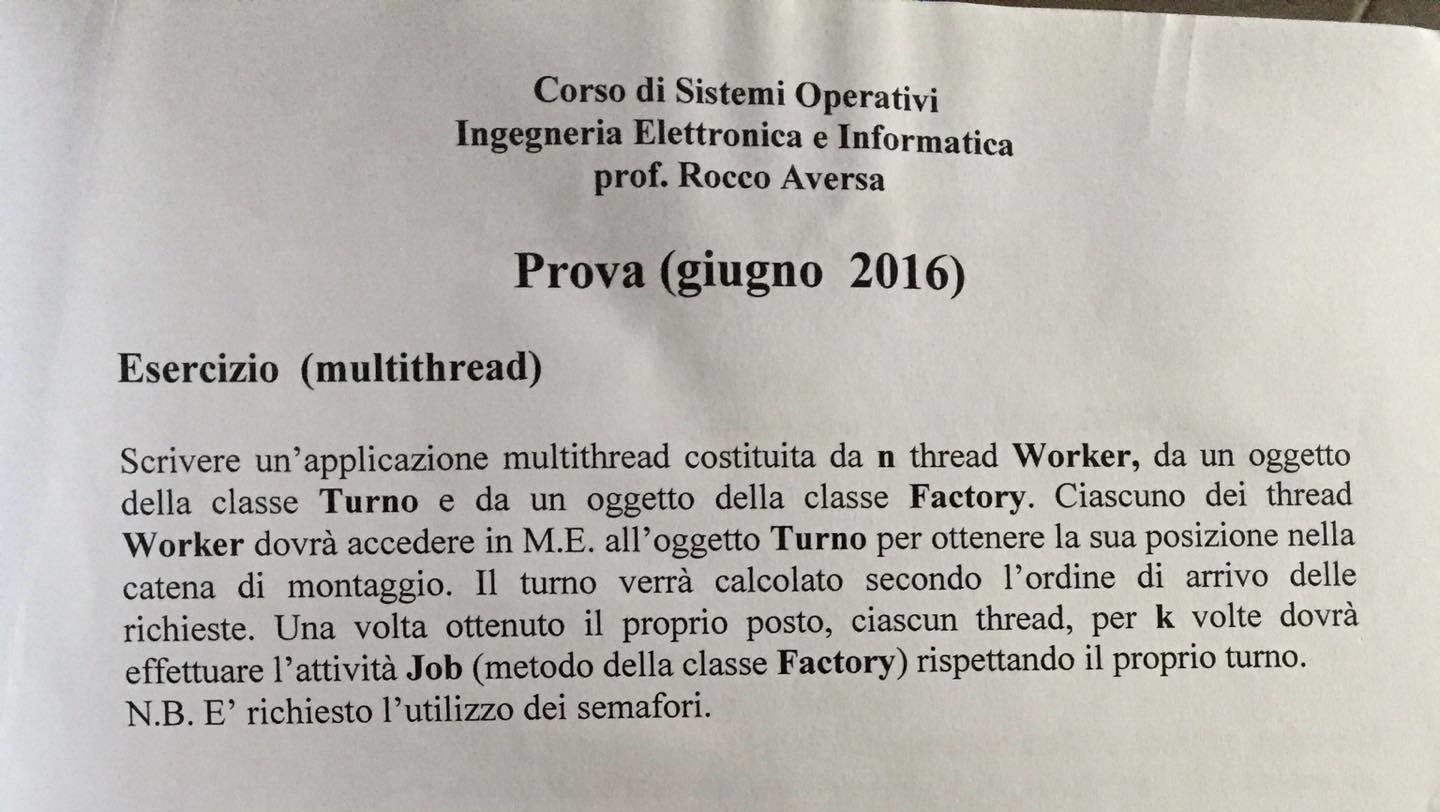 Corso di Sistemi Operativi
Ingegneria Elettronica e Informatica
prof. Rocco Aversa
Prova (giugno 2016)
Esercizio (multithread)
Scrivere un’applicazione multithread costituita da n thread Worker, da un oggetto
della classe Turno e da un oggetto della classe Factory. Ciascuno dei thread
Worker dovrà accedere in M.E. all’oggetto Turno per ottenere la sua posizione nella
catena di montaggio. Il turno verrà calcolato secondo l’ordine di arrivo delle
richieste. Una volta ottenuto il proprio posto, ciascun thread, per k volte dovrà
effettuare l’attività Job (metodo della classe Factory) rispettando il proprio turno.
N.B. E’ richiesto l’utilizzo dei semafori.